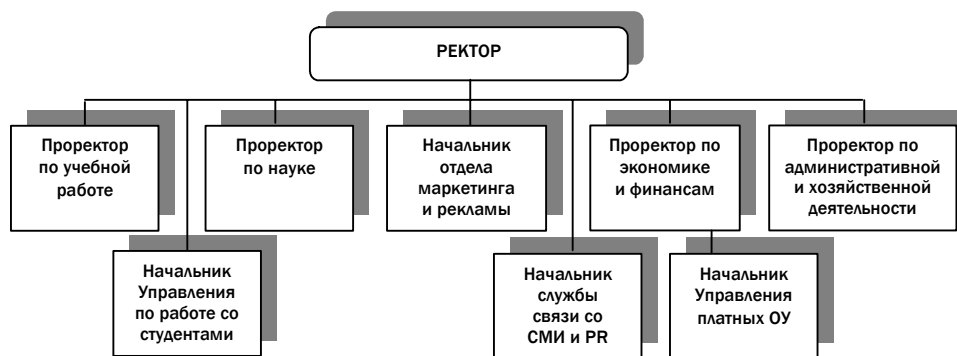 РЕКТОР
Проректор
по учебной
работе
Проректор
по науке
Начальник
отдела
маркетинга
и рекламы
Проректор по
экономике
и финансам
Проректор по
административной
и хозяйственной
деятельности
Начальник
Управления
по работе со
студентами
Начальник
службы
связи со
СМИ и PR
Начальник
Управления
платных ОУ